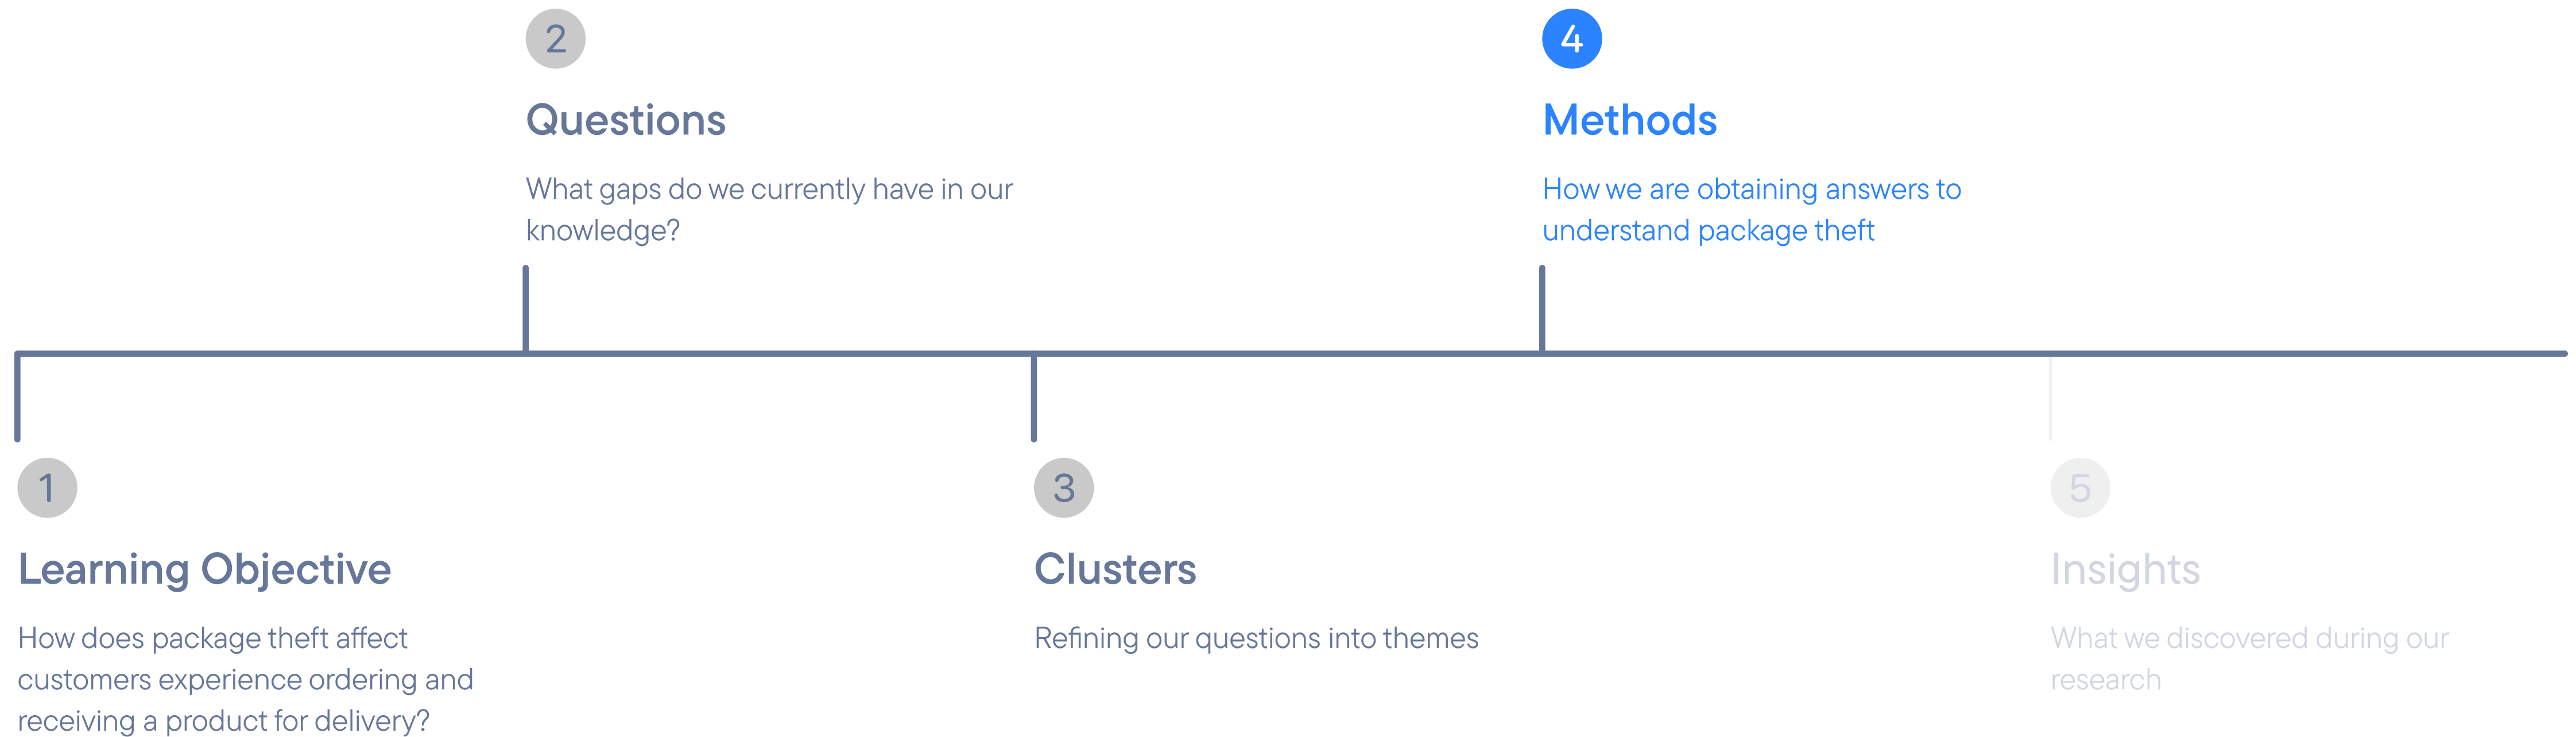 1
Learning Objective
How does package theft affect
customers experience ordering and
receiving a product for delivery?
2
Questions
What gaps do we currently have in our
knowledge?
3
Clusters
Refining our questions into themes
4
Methods
How we are obtaining answers to
understand package theft
5
Insights
What we discovered during our
research